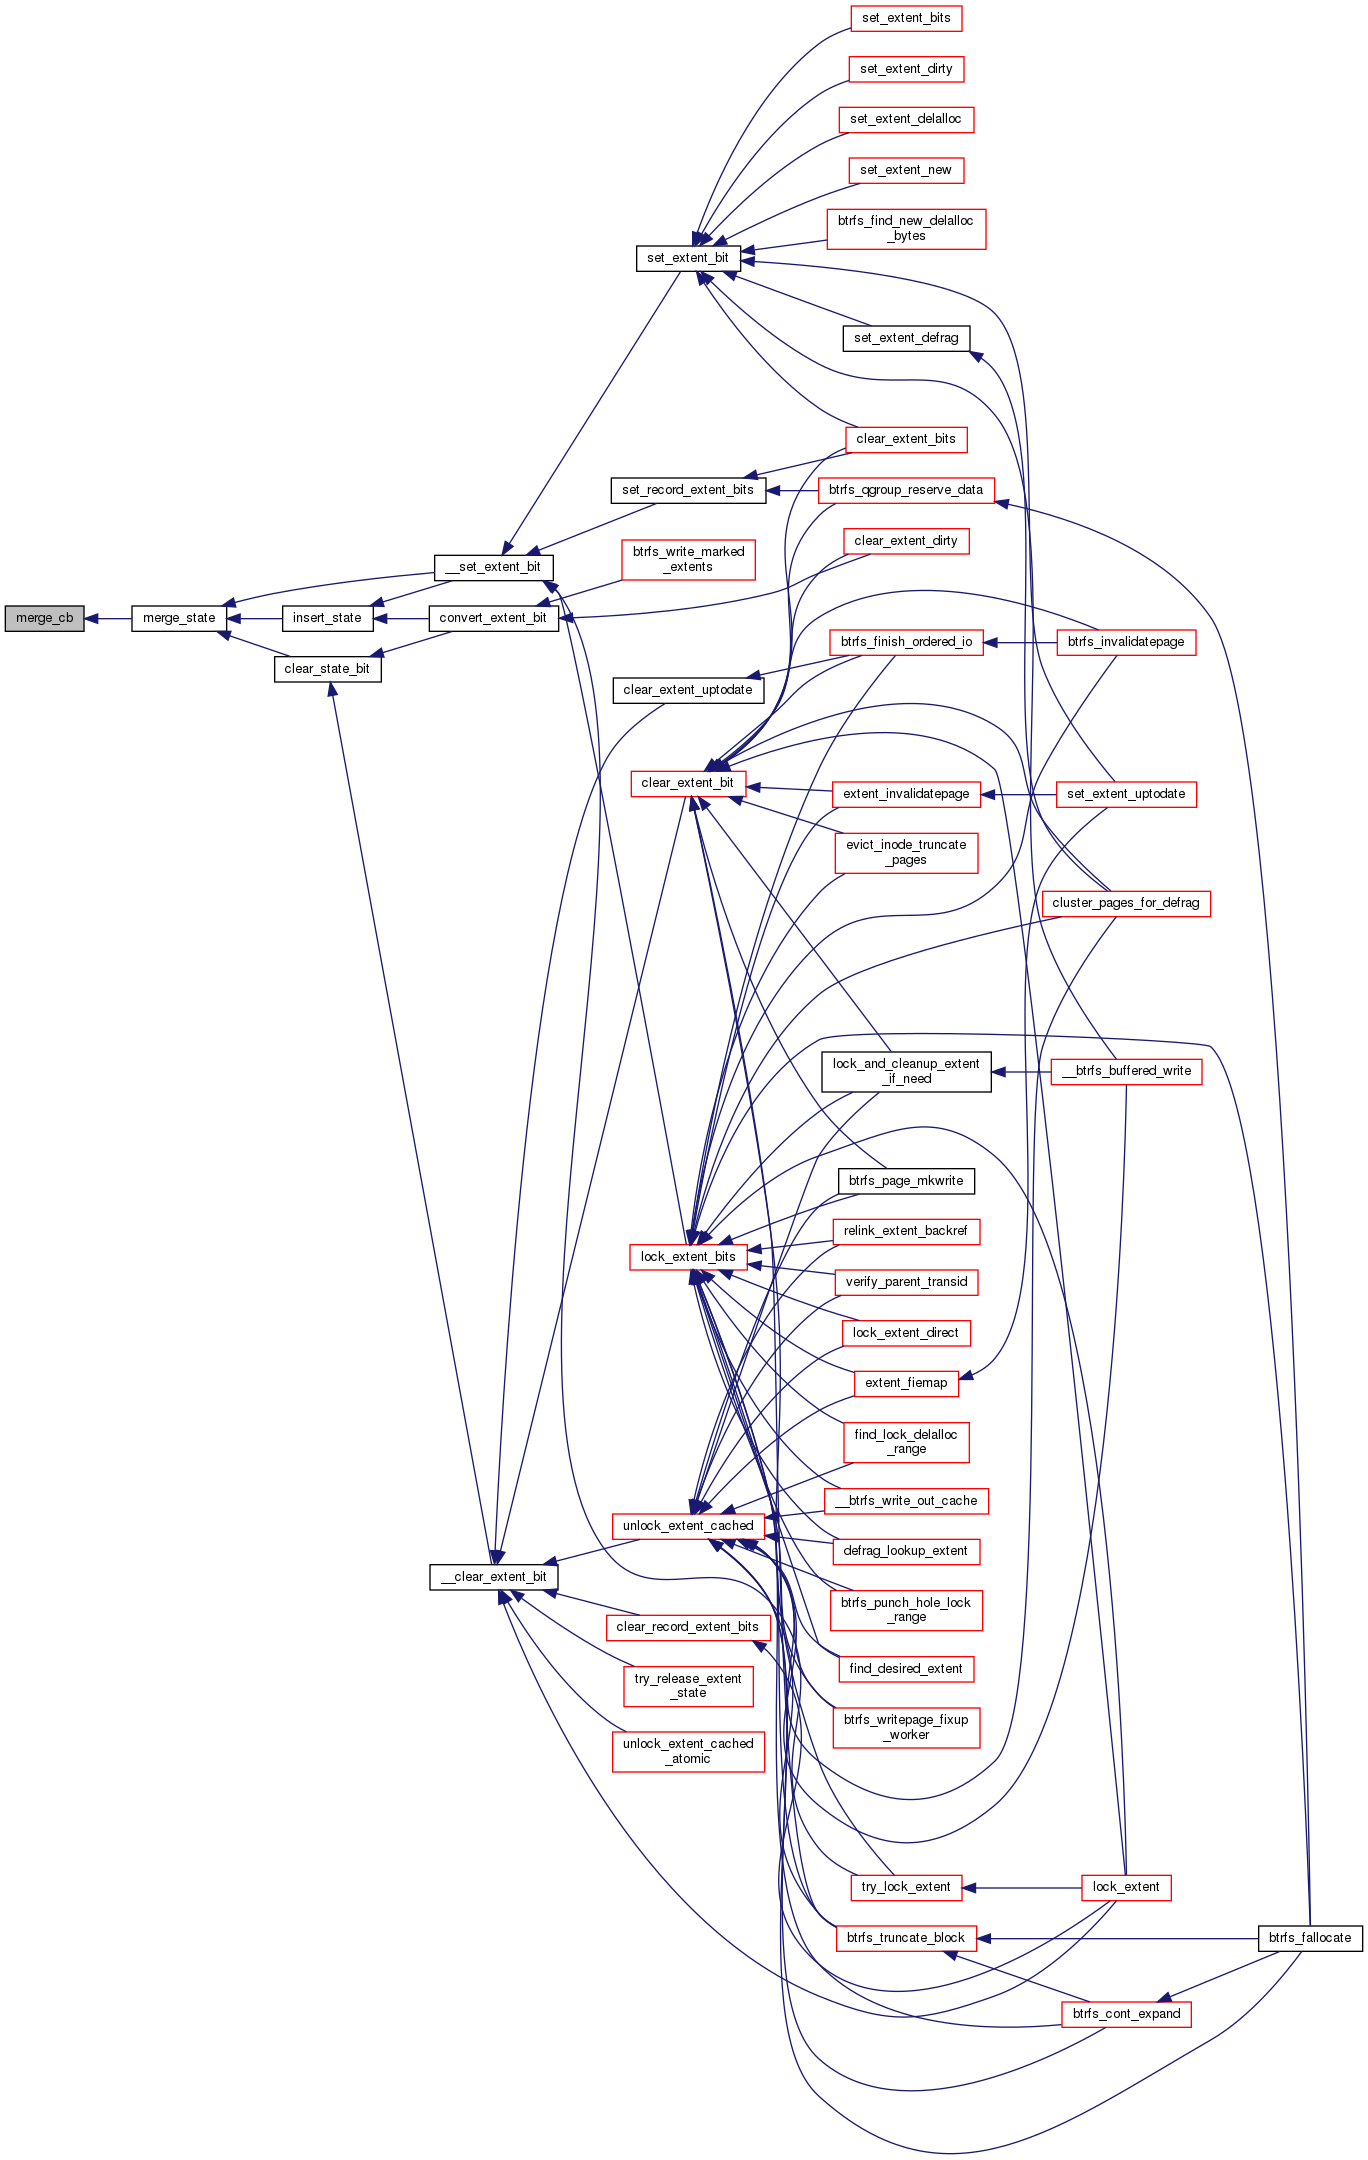 set_extent_bits
set_extent_dirty
set_extent_delalloc
set_extent_new
btrfs_find_new_delalloc
_bytes
set_extent_bit
set_extent_defrag
clear_extent_bits
set_record_extent_bits
btrfs_qgroup_reserve_data
clear_extent_dirty
btrfs_write_marked
_extents
__set_extent_bit
merge_cb
merge_state
insert_state
convert_extent_bit
btrfs_finish_ordered_io
btrfs_invalidatepage
clear_state_bit
clear_extent_uptodate
clear_extent_bit
extent_invalidatepage
set_extent_uptodate
evict_inode_truncate
_pages
cluster_pages_for_defrag
lock_and_cleanup_extent
_if_need
__btrfs_buffered_write
btrfs_page_mkwrite
relink_extent_backref
lock_extent_bits
verify_parent_transid
lock_extent_direct
extent_fiemap
find_lock_delalloc
_range
__btrfs_write_out_cache
unlock_extent_cached
defrag_lookup_extent
__clear_extent_bit
btrfs_punch_hole_lock
_range
clear_record_extent_bits
find_desired_extent
try_release_extent
_state
btrfs_writepage_fixup
_worker
unlock_extent_cached
_atomic
try_lock_extent
lock_extent
btrfs_truncate_block
btrfs_fallocate
btrfs_cont_expand